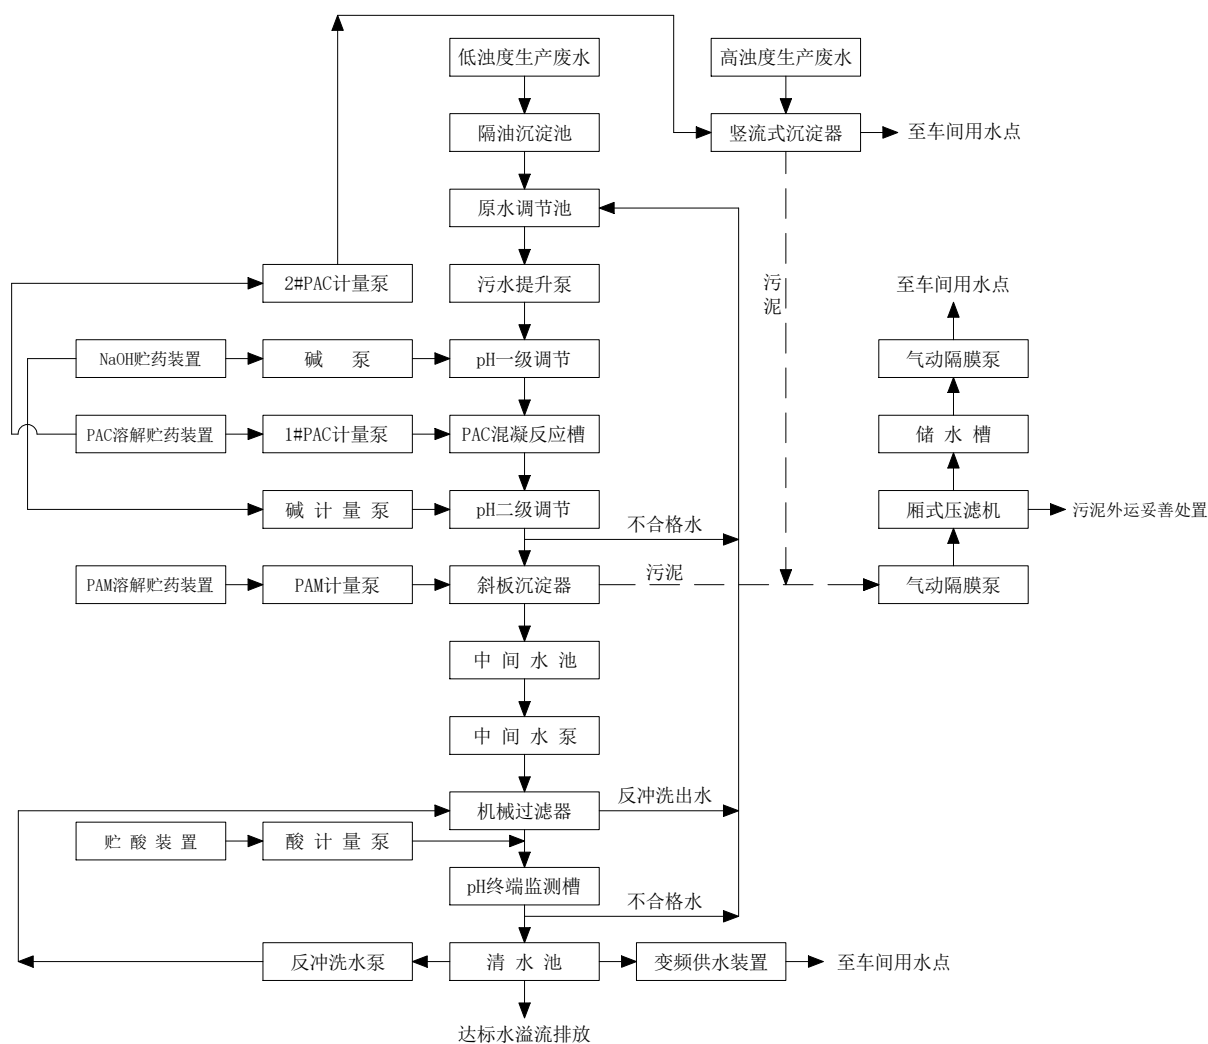 低浊度生产废水
高浊度生产废水
隔油沉淀池
竖流式沉淀器
至车间用水点
原水调节池
2#PAC计量泵
污水提升泵
污泥
至车间用水点
NaOH贮药装置
碱 泵
pH一级调节
气动隔膜泵
PAC溶解贮药装置
1#PAC计量泵
PAC混凝反应槽
储水槽
碱计量泵
pH二级调节
不合格水
厢式压滤机
污泥外运妥善处置
PAM溶解贮药装置
PAM计量泵
斜板沉淀器
污泥
气动隔膜泵
中间水池
中间水泵
机械过滤器
反冲洗出水
贮酸装置
酸计量泵
pH终端监测槽
不合格水
反冲洗水泵
清水池
变频供水装置
至车间用水点
达标水溢流排放